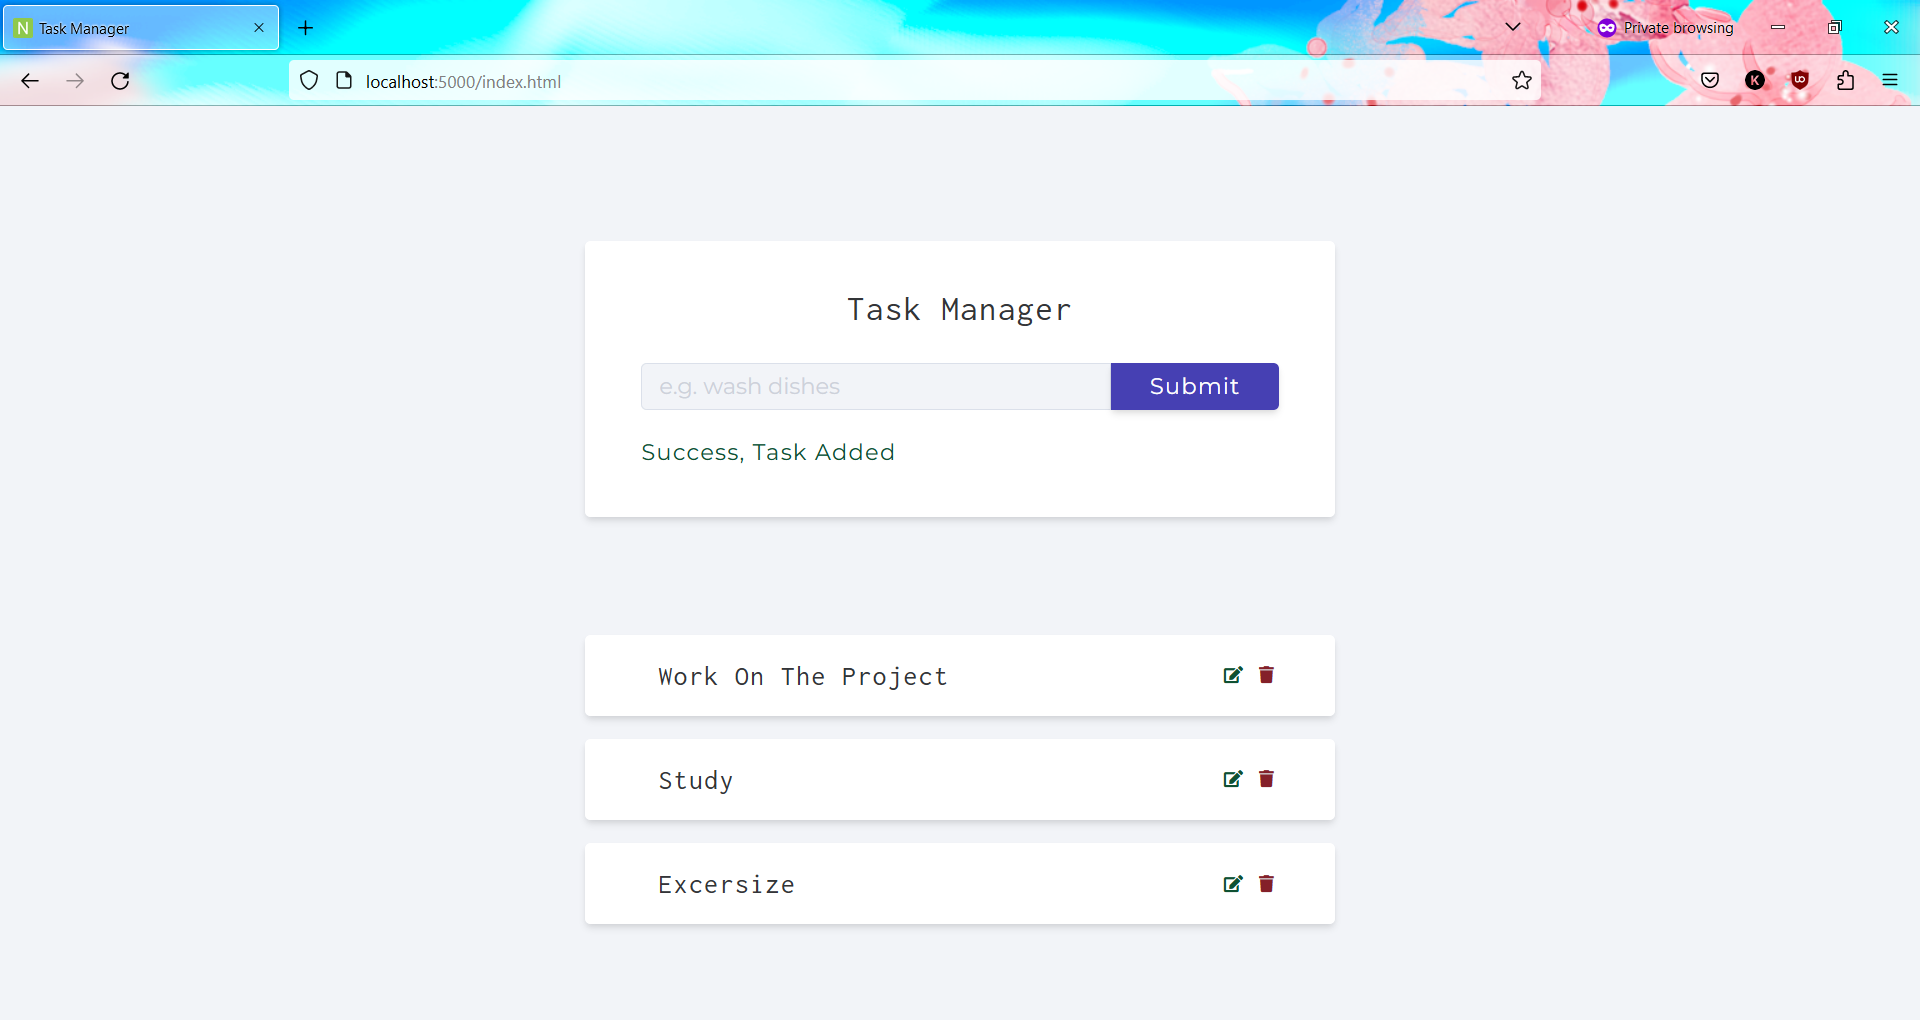 N Task Manager
Private browsing
localhost:5000/index.html
K
uo
Task Manager
e.g. wash dishes
Submit
Success, Task Added
Work On The Project
Study
Excersize